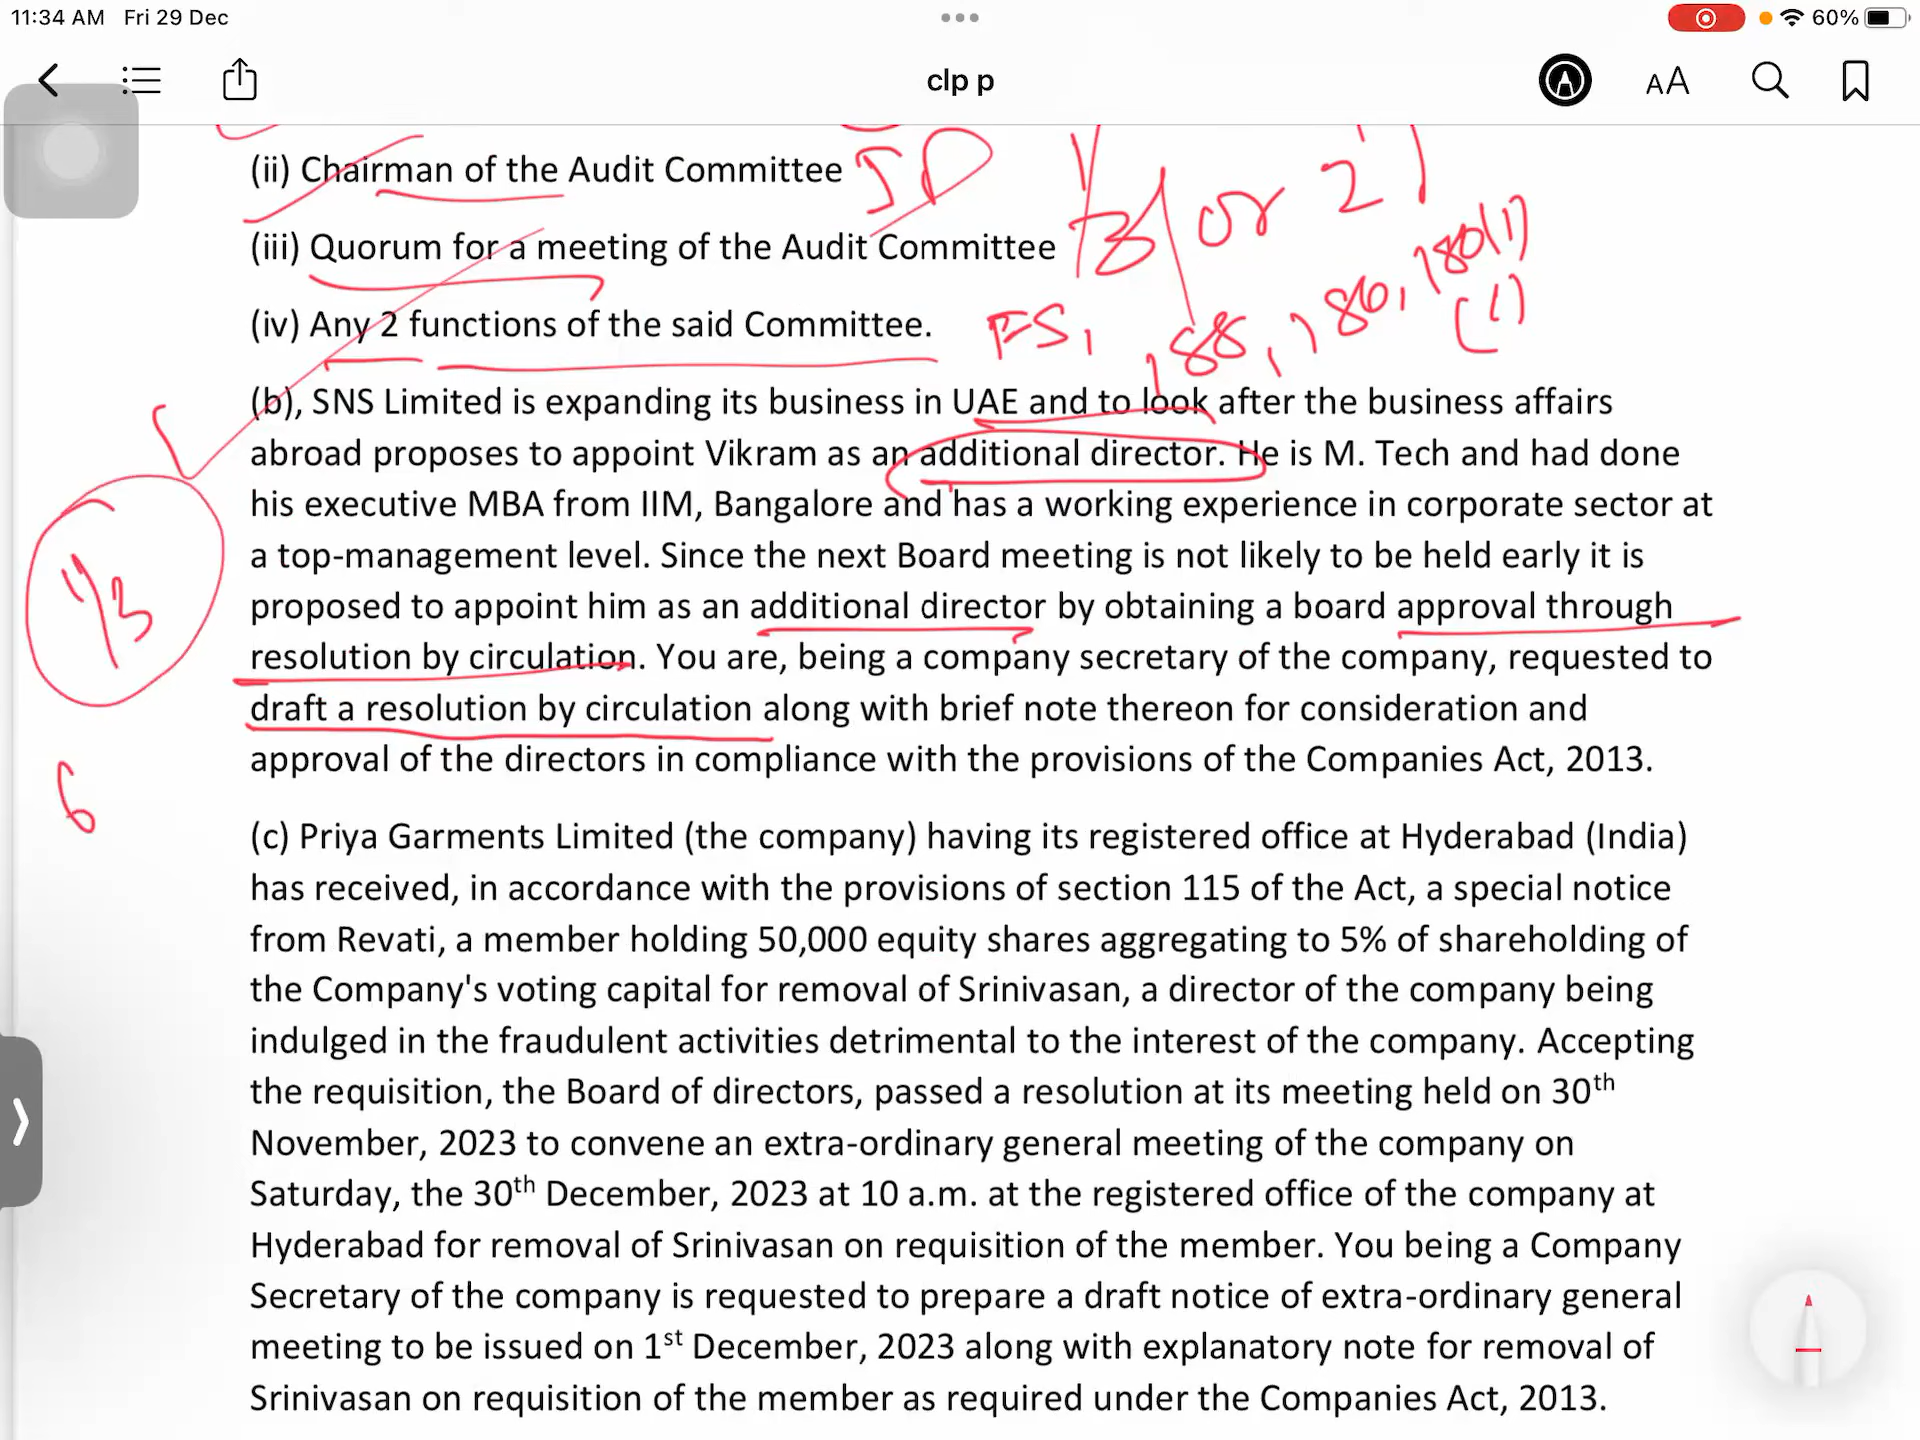 11:34 AM Fri 29 Dec
60%
clp p
(ii) Chairman of the Audit Committee ID
1/3 or 2
(iii) Quorum for a meeting of the Audit Committee
(iv) Any 2 functions of the said Committee. FS, 188, 186, 180(1)
(b), SNS Limited is expanding its business in UAE and to look after the business affairs
abroad proposes to appoint Vikram as an additional director. He is M. Tech and had done
his executive MBA from IIM, Bangalore and has a working experience in corporate sector at
a top-management level. Since the next Board meeting is not likely to be held early it is
1/3
proposed to appoint him as an additional director by obtaining a board approval through
resolution by circulation. You are, being a company secretary of the company, requested to
draft a resolution by circulation along with brief note thereon for consideration and
approval of the directors in compliance with the provisions of the Companies Act, 2013.
6
(c) Priya Garments Limited (the company) having its registered office at Hyderabad (India)
has received, in accordance with the provisions of section 115 of the Act, a special notice
from Revati, a member holding 50,000 equity shares aggregating to 5% of shareholding of
the Company's voting capital for removal of Srinivasan, a director of the company being
indulged in the fraudulent activities detrimental to the interest of the company. Accepting
the requisition, the Board of directors, passed a resolution at its meeting held on 30th
November, 2023 to convene an extra-ordinary general meeting of the company on
Saturday, the 30th December, 2023 at 10 a.m. at the registered office of the company at
Hyderabad for removal of Srinivasan on requisition of the member. You being a Company
Secretary of the company is requested to prepare a draft notice of extra-ordinary general
meeting to be issued on 1st December, 2023 along with explanatory note for removal of
Srinivasan on requisition of the member as required under the Companies Act, 2013.